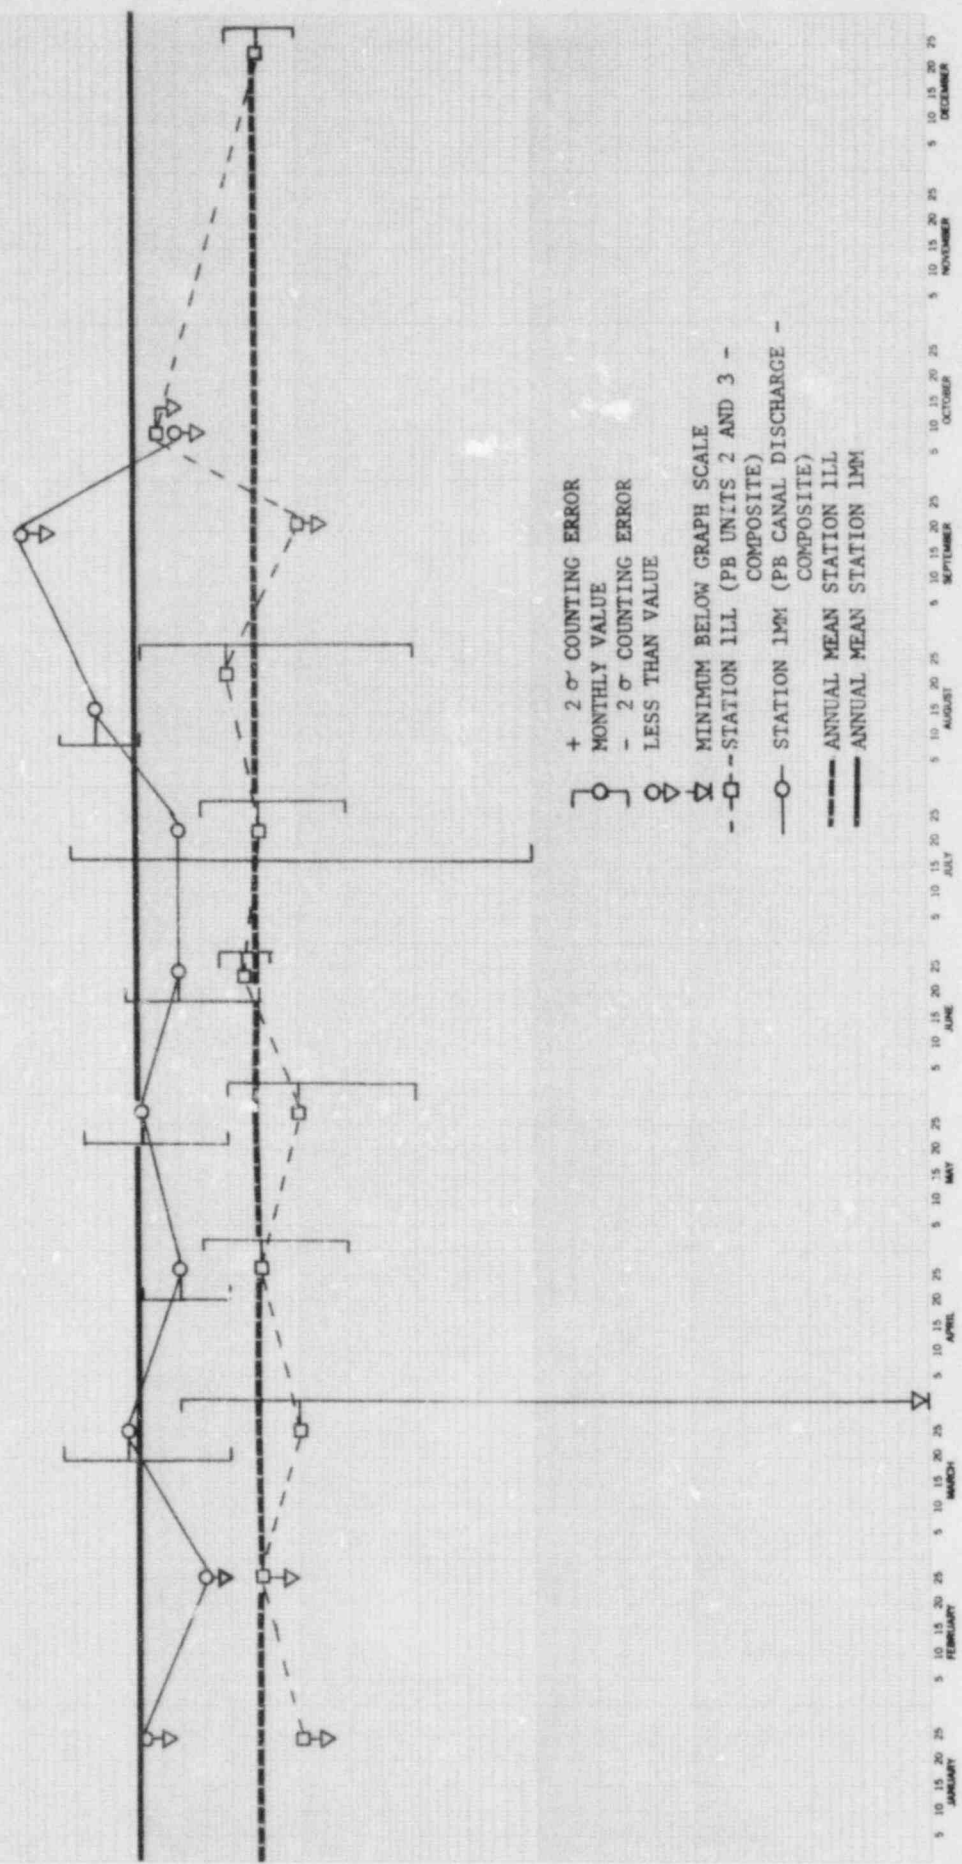 + 2 σ COUNTING ERROR
MONTHLY VALUE
- 2 σ COUNTING ERROR
LESS THAN VALUE
MINIMUM BELOW GRAPH SCALE
STATION 1LL (PB UNITS 2 AND 3 -
COMPOSITE)
STATION 1MM (PB CANAL DISCHARGE -
COMPOSITE)
ANNUAL MEAN STATION 1LL
ANNUAL MEAN STATION 1MM
5 10 15 20 25 5 10 15 20 25 5 10 15 20 25 5 10 15 20 25 5 10 15 20 25 5 10 15 20 25 5 10 15 20 25 5 10 15 20 25 5 10 15 20 25 5 10 15 20 25 5 10 15 20 25 5 10 15 20 25
JANUARY FEBRUARY MARCH APRIL MAY JUNE JULY AUGUST SEPTEMBER OCTOBER NOVEMBER DECEMBER